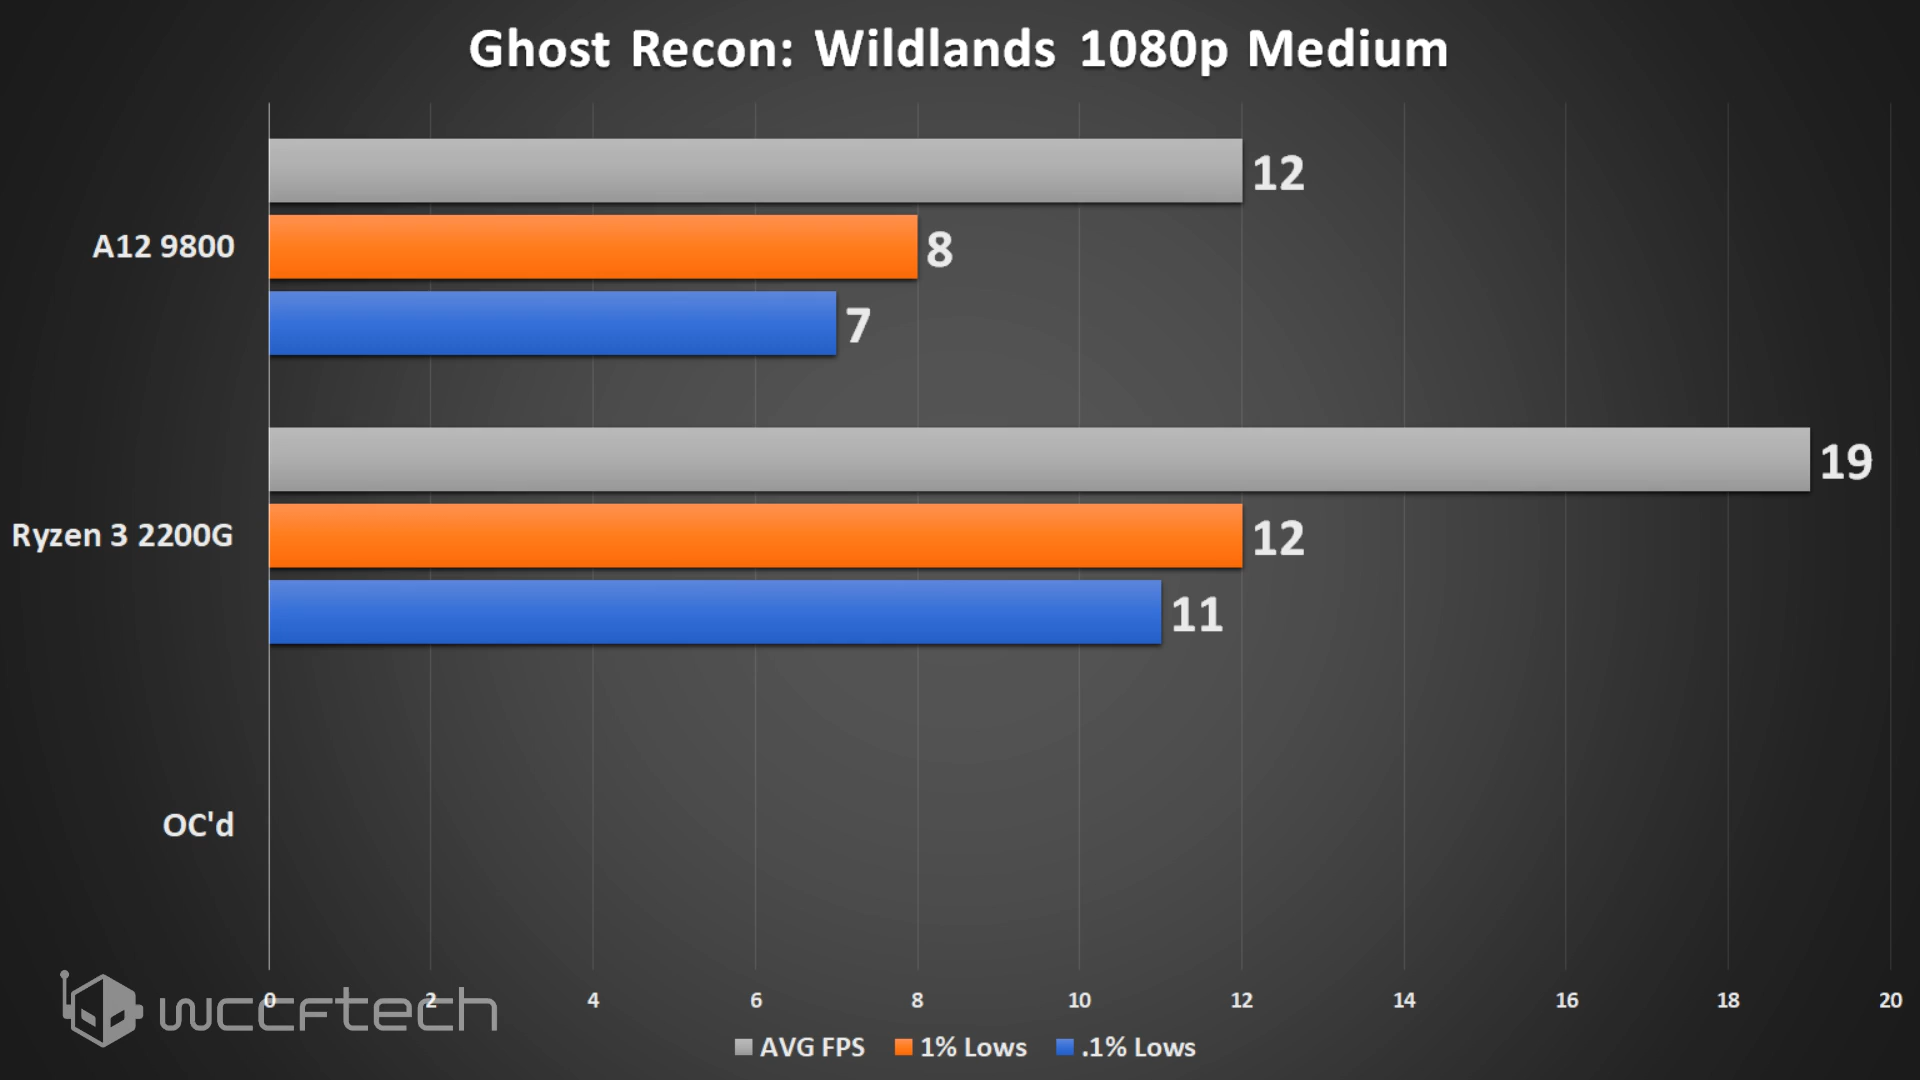 Ghost Recon: Wildlands 1080p Medium
12
A12 9800
8
7
19
Ryzen 3 2200G
12
11
OC'd
wccftech
0 2 4 6 8 10 12 14 16 18 20
AVG FPS 1% Lows .1% Lows